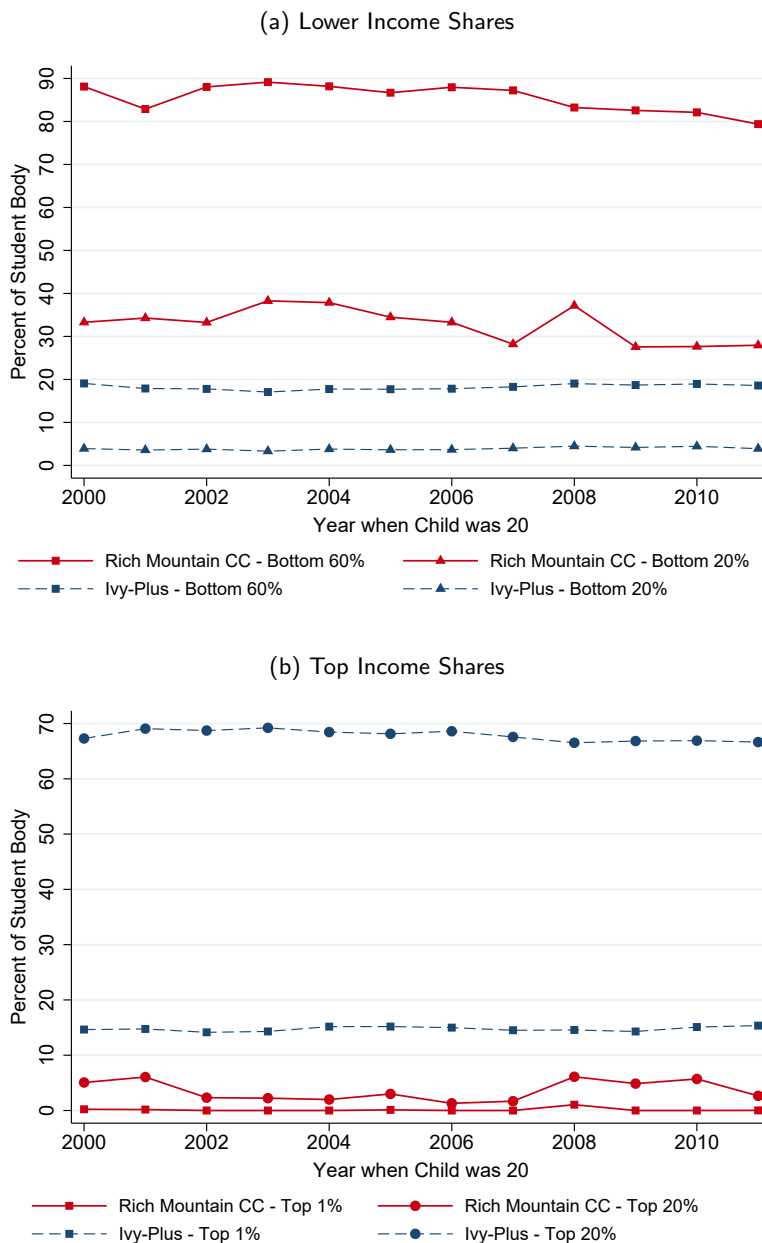 (a) Lower Income Shares
Percent of Student Body
90
80
70
60
50
40
30
20
10
0
2000 2002 2004 2006 2008 2010
Year when Child was 20
Rich Mountain CC - Bottom 60% Rich Mountain CC - Bottom 20%
Ivy-Plus - Bottom 60% Ivy-Plus - Bottom 20%
(b) Top Income Shares
Percent of Student Body
70
60
50
40
30
20
10
0
2000 2002 2004 2006 2008 2010
Year when Child was 20
Rich Mountain CC - Top 1% Rich Mountain CC - Top 20%
Ivy-Plus - Top 1% Ivy-Plus - Top 20%